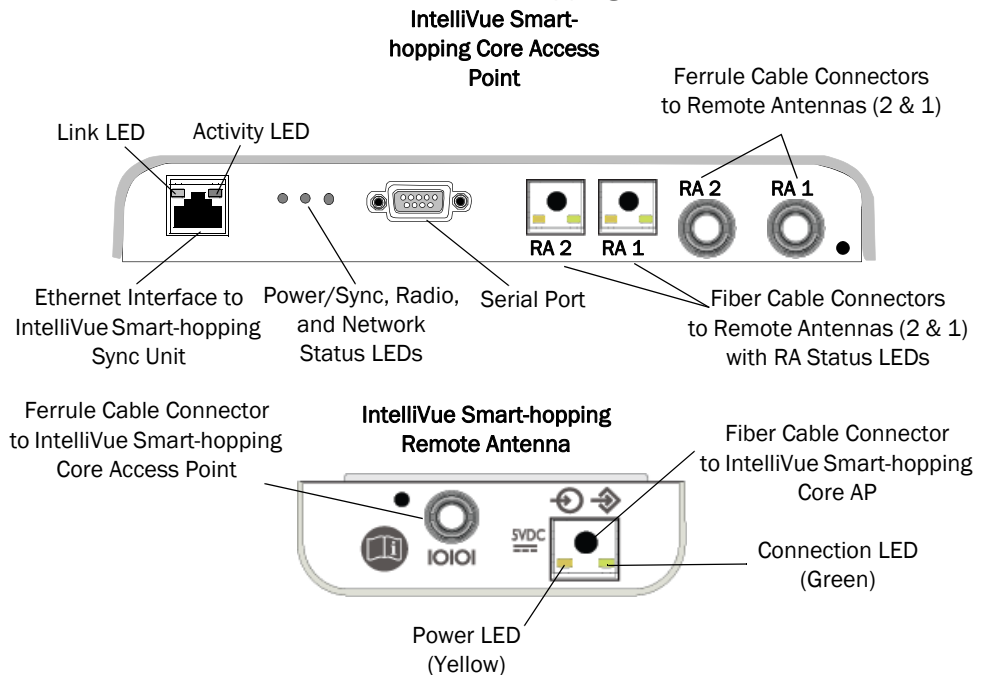 IntelliVue Smart-
hopping Core Access
Point
Ferrule Cable Connectors
to Remote Antennas (2 & 1)
Link LED
Activity LED
RA 2
RA 1
RA 2
RA 1
Ethernet Interface to
IntelliVue Smart-hopping
Sync Unit
Power/Sync, Radio,
and Network
Status LEDs
Serial Port
Fiber Cable Connectors
to Remote Antennas (2 & 1)
with RA Status LEDs
Ferrule Cable Connector
to IntelliVue Smart-hopping
Core Access Point
IntelliVue Smart-hopping
Remote Antenna
Fiber Cable Connector
to IntelliVue Smart-hopping
Core AP
5VDC
IOIOI
Connection LED
(Green)
Power LED
(Yellow)